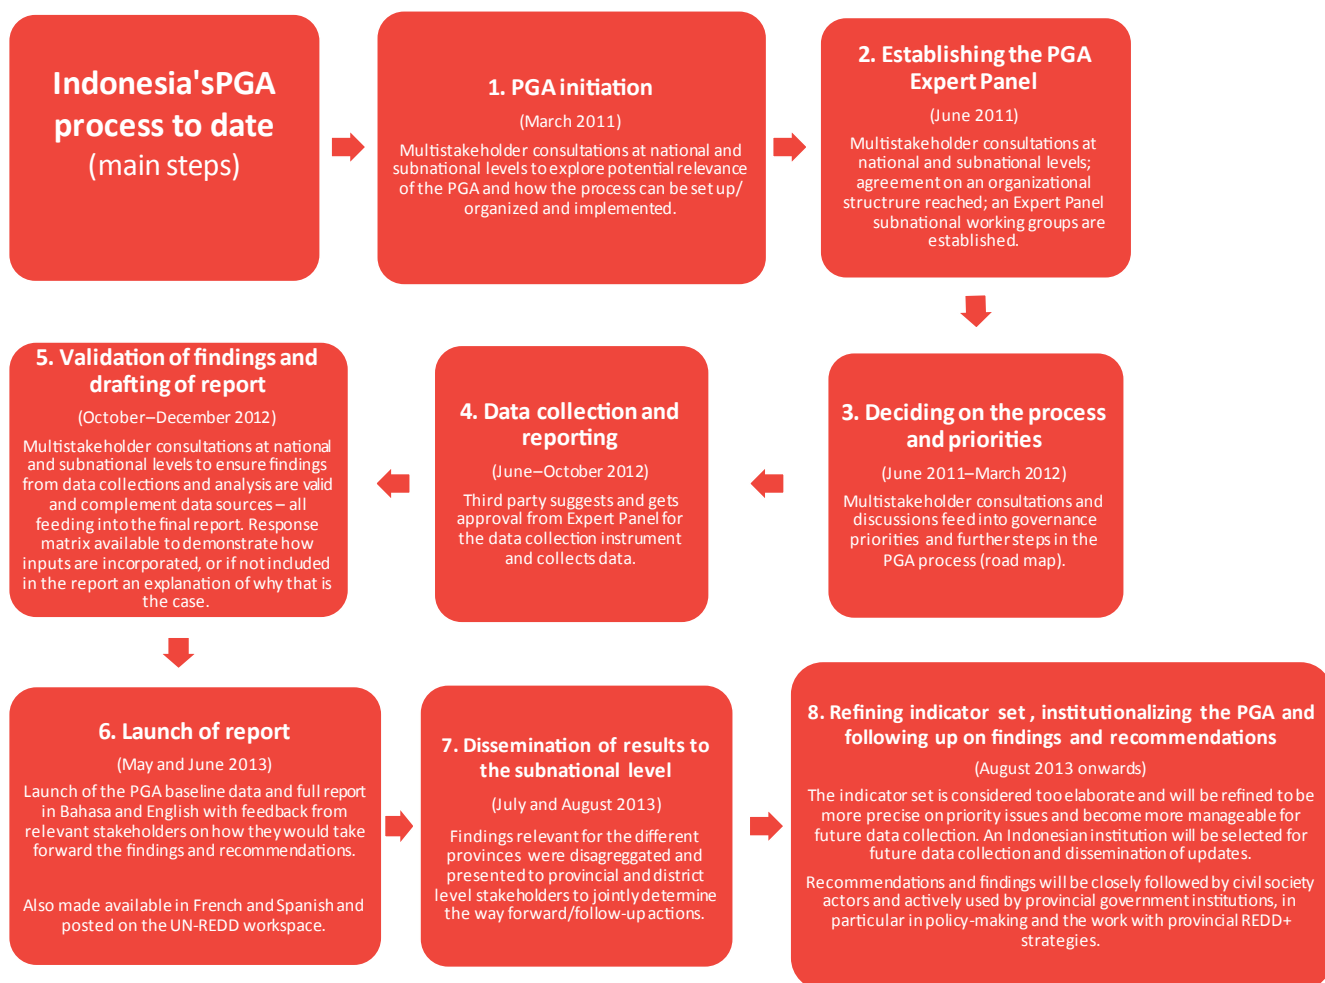 Indonesia'sPGA
process to date
(main steps)
1. PGA initiation
(March 2011)
Multistakeholder consultations at national and
subnational levels to explore potential relevance
of the PGA and how the process can be set up/
organized and implemented.
2. Establishing the PGA
Expert Panel
(June 2011)
Multistakeholder consultations at
national and subnational levels;
agreement on an organizational
structrure reached; an Expert Panel
subnational working groups are
established.
3. Deciding on the process
and priorities
(June 2011–March 2012)
Multistakeholder consultations and
discussions feed into governance
priorities and further steps in the
PGA process (road map).
4. Data collection and
reporting
(June–October 2012)
Third party suggests and gets
approval from Expert Panel for
the data collection instrument
and collects data.
5. Validation of findings and
drafting of report
(October–December 2012)
Multistakeholder consultations at national
and subnational levels to ensure findings
from data collections and analysis are valid
and complement data sources – all
feeding into the final report. Response
matrix available to demonstrate how
inputs are incorporated, or if not included
in the report an explanation of why that is
the case.
6. Launch of report
(May and June 2013)
Launch of the PGA baseline data and full report
in Bahasa and English with feedback from
relevant stakeholders on how they would take
forward the findings and recommendations.
Also made available in French and Spanish and
posted on the UN-REDD workspace.
7. Dissemination of results to
the subnational level
(July and August 2013)
Findings relevant for the different
provinces were disagreggated and
presented to provincial and district
level stakeholders to jointly determine
the way forward/follow-up actions.
8. Refining indicator set , institutionalizing the PGA and
following up on findings and recommendations
(August 2013 onwards)
The indicator set is considered too elaborate and will be refined to be
more precise on priority issues and become more manageable for
future data collection. An Indonesian institution will be selected for
future data collection and dissemination of updates.
Recommendations and findings will be closely followed by civil society
actors and actively used by provincial government institutions, in
particular in policy-making and the work with provincial REDD+
strategies.